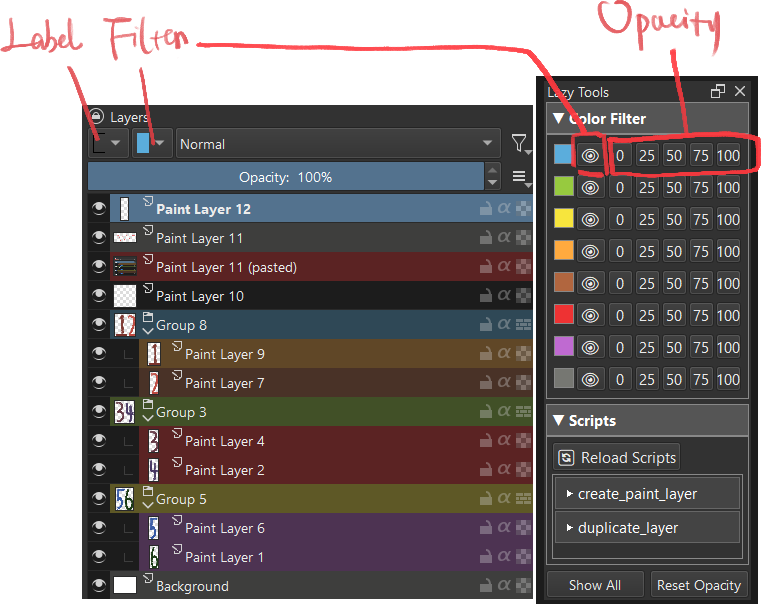 Label Filter
Opacity
Layers
Normal
Opacity: 100%
Paint Layer 12
Paint Layer 11
Paint Layer 11 (pasted)
Paint Layer 10
Group 8
Paint Layer 9
Paint Layer 7
Group 3
Paint Layer 4
Paint Layer 2
Group 5
Paint Layer 6
Paint Layer 1
Background
Lazy Tools
Color Filter
0 25 50 75 100
0 25 50 75 100
0 25 50 75 100
0 25 50 75 100
0 25 50 75 100
0 25 50 75 100
0 25 50 75 100
0 25 50 75 100
Scripts
Reload Scripts
create_paint_layer
duplicate_layer
Show All Reset Opacity